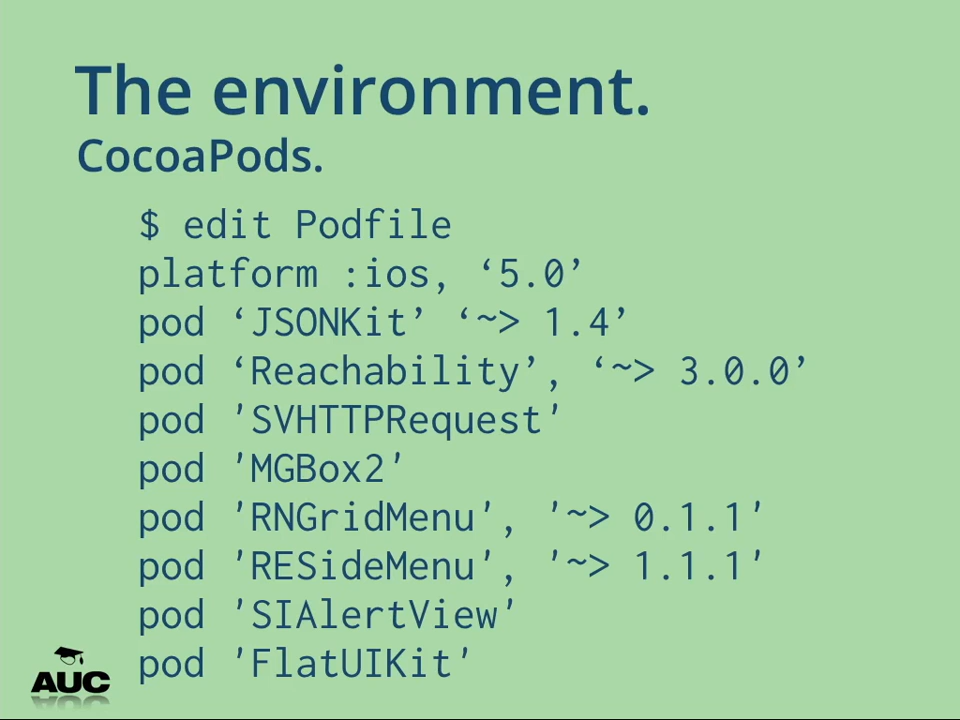 The environment.
CocoaPods.
$ edit Podfile
platform :ios, ‘5.0’
pod ‘JSONKit’ ‘~> 1.4’
pod ‘Reachability’, ‘~> 3.0.0’
pod 'SVHTTPRequest'
pod 'MGBox2'
pod 'RNGridMenu', '~> 0.1.1'
pod 'RESideMenu', '~> 1.1.1'
pod 'SIAlertView'
pod 'FlatUIKit'
AUC